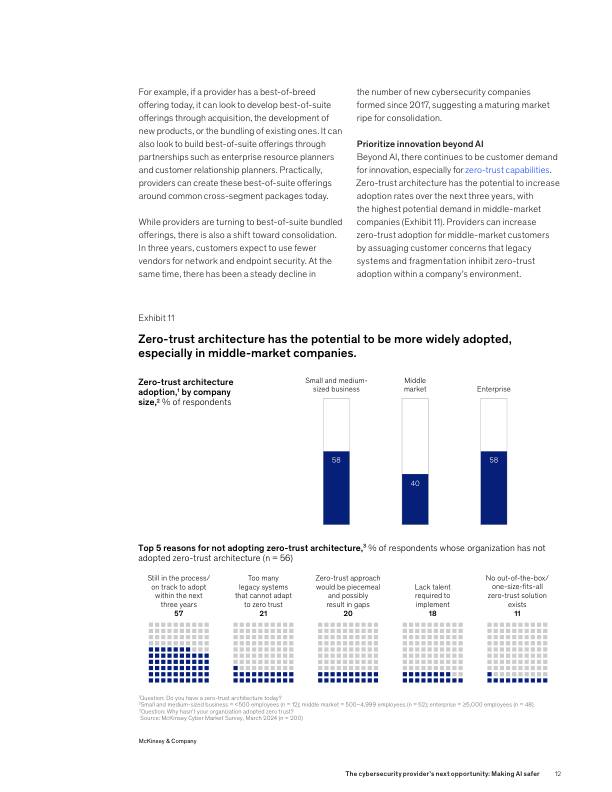 For example, if a provider has a best-of-breed
offering today, it can look to develop best-of-suite
offerings through acquisition, the development of
new products, or the bundling of existing ones. It can
also look to build best-of-suite offerings through
partnerships such as enterprise resource planners
and customer relationship planners. Practically,
providers can create these best-of-suite offerings
around common cross-segment packages today.
While providers are turning to best-of-suite bundled
offerings, there is also a shift toward consolidation.
In three years, customers expect to use fewer
vendors for network and endpoint security. At the
same time, there has been a steady decline in
the number of new cybersecurity companies
formed since 2017, suggesting a maturing market
ripe for consolidation.
Prioritize innovation beyond AI
Beyond AI, there continues to be customer demand
for innovation, especially for zero-trust capabilities.
Zero-trust architecture has the potential to increase
adoption rates over the next three years, with
the highest potential demand in middle-market
companies (Exhibit 11). Providers can increase
zero-trust adoption for middle-market customers
by assuaging customer concerns that legacy
systems and fragmentation inhibit zero-trust
adoption within a company's environment.
Exhibit 11
Zero-trust architecture has the potential to be more widely adopted,
especially in middle-market companies.
Zero-trust architecture
adoption,¹ by company
size,² % of respondents
Small and medium-
sized business
Middle
market
Enterprise
58
40
58
Top 5 reasons for not adopting zero-trust architecture,³ % of respondents whose organization has not
adopted zero-trust architecture (n = 56)
Still in the process/
on track to adopt
within the next
three years
57
Too many
legacy systems
that cannot adapt
to zero trust
21
Zero-trust approach
would be piecemeal
and possibly
result in gaps
20
Lack talent
required to
implement
18
No out-of-the-box/
one-size-fits-all
zero-trust solution
exists
11
¹Question: Do you have a zero-trust architecture today?
²Small and medium-sized business = <500 employees (n = 12); middle market = 500–4,999 employees (n = 52); enterprise = ≥5,000 employees (n = 48).
³Question: Why hasn't your organization adopted zero trust?
Source: McKinsey Cyber Market Survey, March 2024 (n = 200)
McKinsey & Company
The cybersecurity provider's next opportunity: Making AI safer 12